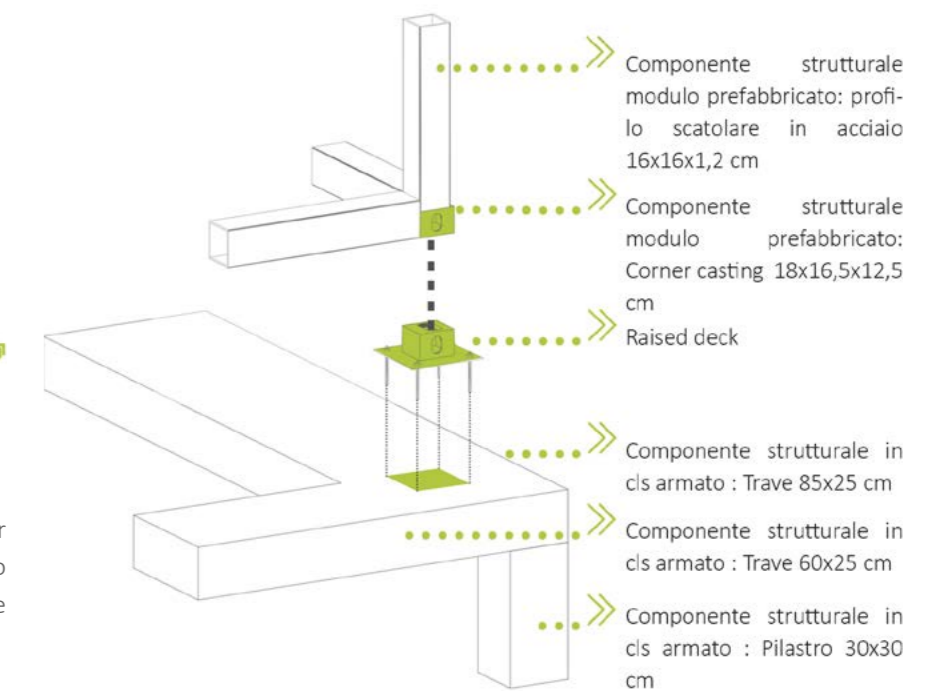 Componente strutturale
modulo prefabbricato: profi-
lo scatolare in acciaio
16x16x1,2 cm
Componente strutturale
modulo prefabbricato:
Corner casting 18x16,5x12,5
cm
Raised deck
Componente strutturale in
cls armato : Trave 85x25 cm
Componente strutturale in
cls armato : Trave 60x25 cm
Componente strutturale in
cls armato : Pilastro 30x30
cm
r
o
e